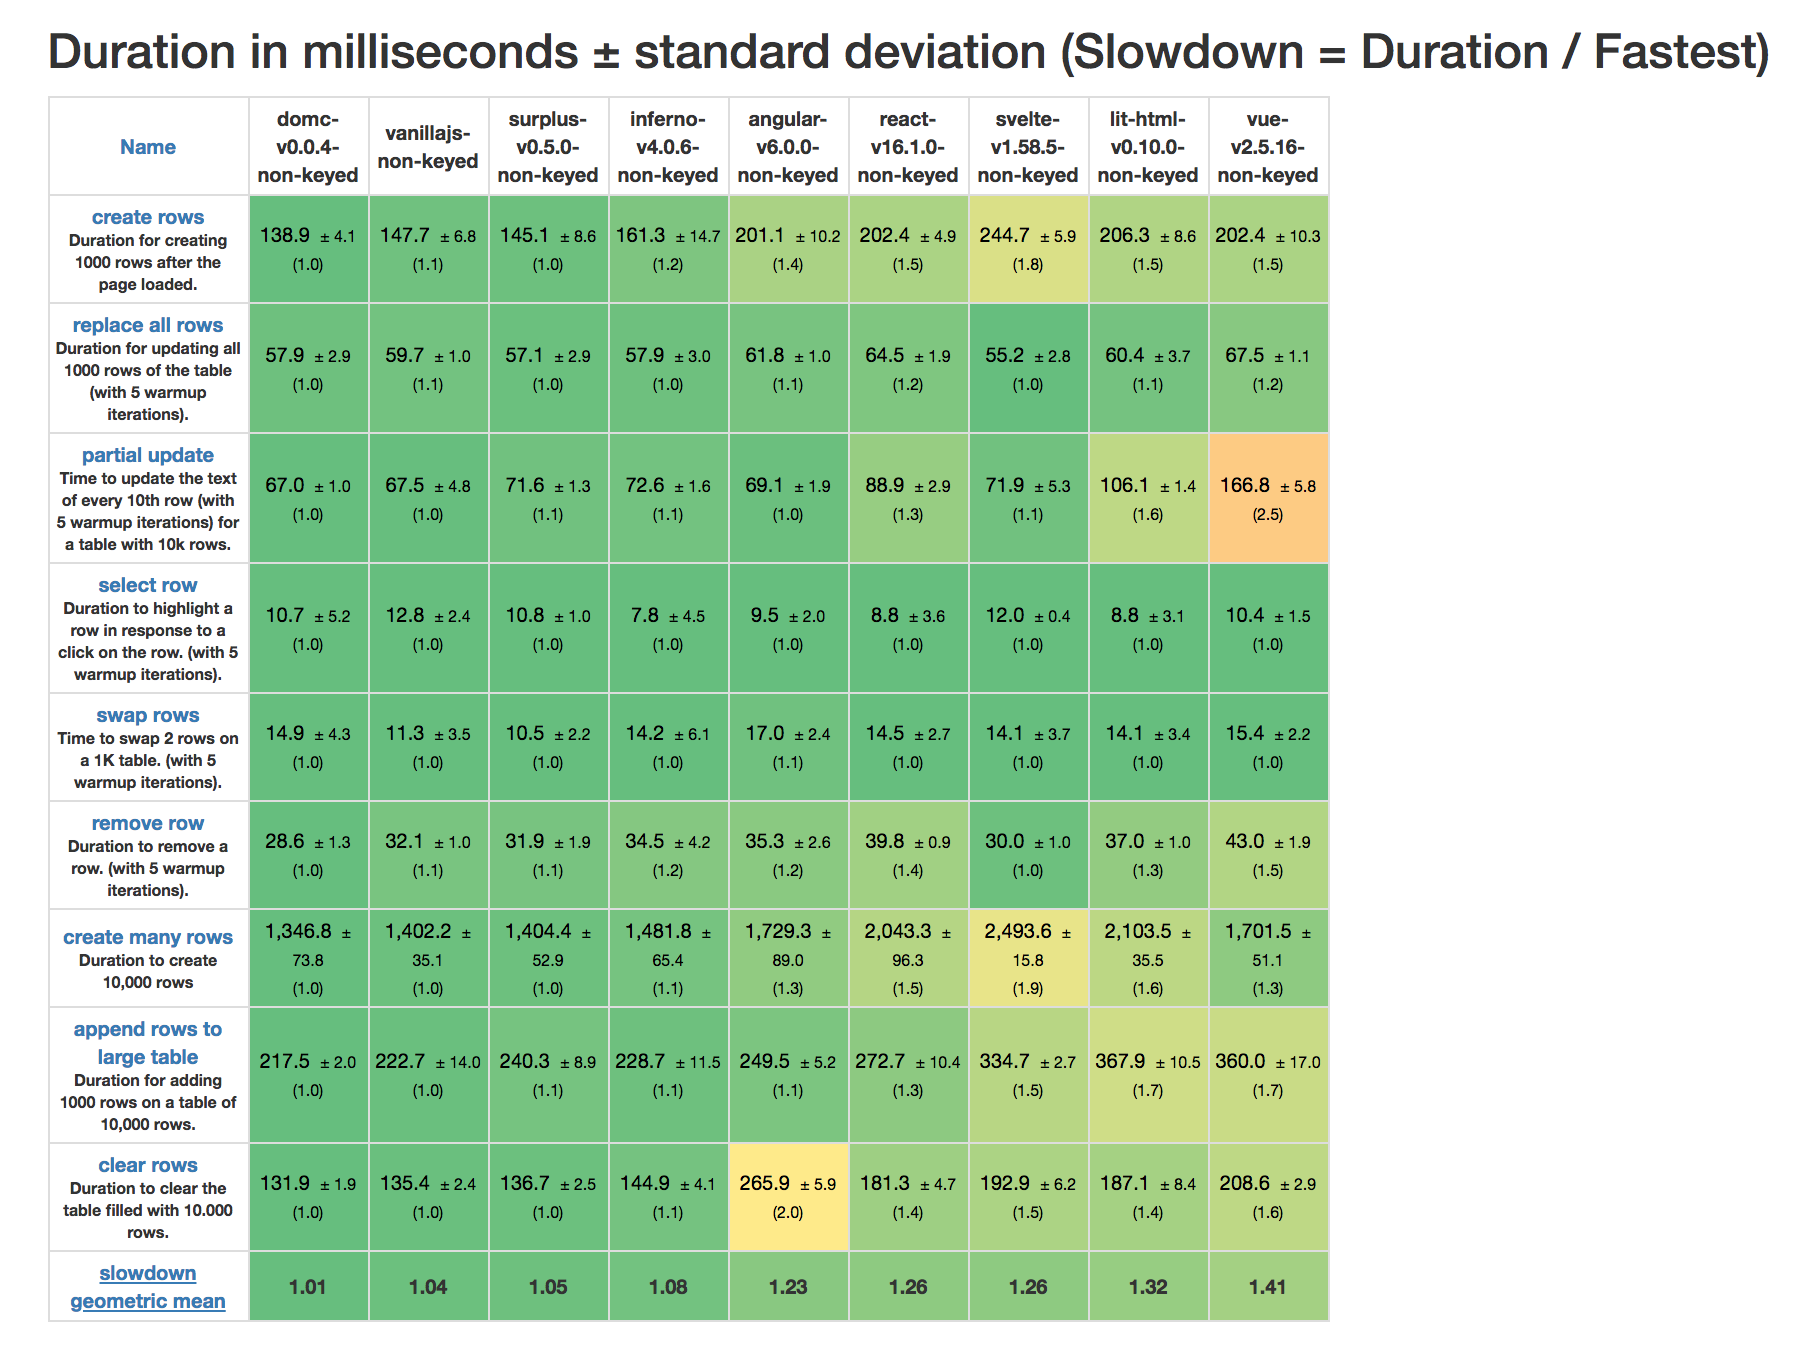 Duration in milliseconds ± standard deviation (Slowdown = Duration / Fastest)
Name
domc-
v0.0.4-
non-keyed
vanillajs-
non-keyed
surplus-
v0.5.0-
non-keyed
inferno-
v4.0.6-
non-keyed
angular-
v6.0.0-
non-keyed
react-
v16.1.0-
non-keyed
svelte-
v1.58.5-
non-keyed
lit-html-
v0.10.0-
non-keyed
vue-
v2.5.16-
non-keyed
create rows
Duration for creating
1000 rows after the
page loaded.
138.9 ± 4.1
(1.0)
147.7 ± 6.8
(1.1)
145.1 ± 8.6
(1.0)
161.3 ± 14.7
(1.2)
201.1 ± 10.2
(1.4)
202.4 ± 4.9
(1.5)
244.7 ± 5.9
(1.8)
206.3 ± 8.6
(1.5)
202.4 ± 10.3
(1.5)
replace all rows
Duration for updating all
1000 rows of the table
(with 5 warmup
iterations).
57.9 ± 2.9
(1.0)
59.7 ± 1.0
(1.1)
57.1 ± 2.9
(1.0)
57.9 ± 3.0
(1.0)
61.8 ± 1.0
(1.1)
64.5 ± 1.9
(1.2)
55.2 ± 2.8
(1.0)
60.4 ± 3.7
(1.1)
67.5 ± 1.1
(1.2)
partial update
Time to update the text
of every 10th row (with
5 warmup iterations) for
a table with 10k rows.
67.0 ± 1.0
(1.0)
67.5 ± 4.8
(1.0)
71.6 ± 1.3
(1.1)
72.6 ± 1.6
(1.1)
69.1 ± 1.9
(1.0)
88.9 ± 2.9
(1.3)
71.9 ± 5.3
(1.1)
106.1 ± 1.4
(1.6)
166.8 ± 5.8
(2.5)
select row
Duration to highlight a
row in response to a
click on the row. (with 5
warmup iterations).
10.7 ± 5.2
(1.0)
12.8 ± 2.4
(1.0)
10.8 ± 1.0
(1.0)
7.8 ± 4.5
(1.0)
9.5 ± 2.0
(1.0)
8.8 ± 3.6
(1.0)
12.0 ± 0.4
(1.0)
8.8 ± 3.1
(1.0)
10.4 ± 1.5
(1.0)
swap rows
Time to swap 2 rows on
a 1K table. (with 5
warmup iterations).
14.9 ± 4.3
(1.0)
11.3 ± 3.5
(1.0)
10.5 ± 2.2
(1.0)
14.2 ± 6.1
(1.0)
17.0 ± 2.4
(1.1)
14.5 ± 2.7
(1.0)
14.1 ± 3.7
(1.0)
14.1 ± 3.4
(1.0)
15.4 ± 2.2
(1.0)
remove row
Duration to remove a
row. (with 5 warmup
iterations).
28.6 ± 1.3
(1.0)
32.1 ± 1.0
(1.1)
31.9 ± 1.9
(1.1)
34.5 ± 4.2
(1.2)
35.3 ± 2.6
(1.2)
39.8 ± 0.9
(1.4)
30.0 ± 1.0
(1.0)
37.0 ± 1.0
(1.3)
43.0 ± 1.9
(1.5)
create many rows
Duration to create
10,000 rows
1,346.8 ±
73.8
(1.0)
1,402.2 ±
35.1
(1.0)
1,404.4 ±
52.9
(1.0)
1,481.8 ±
65.4
(1.1)
1,729.3 ±
89.0
(1.3)
2,043.3 ±
96.3
(1.5)
2,493.6 ±
15.8
(1.9)
2,103.5 ±
35.5
(1.6)
1,701.5 ±
51.1
(1.3)
append rows to
large table
Duration for adding
1000 rows on a table of
10,000 rows.
217.5 ± 2.0
(1.0)
222.7 ± 14.0
(1.0)
240.3 ± 8.9
(1.1)
228.7 ± 11.5
(1.1)
249.5 ± 5.2
(1.1)
272.7 ± 10.4
(1.3)
334.7 ± 2.7
(1.5)
367.9 ± 10.5
(1.7)
360.0 ± 17.0
(1.7)
clear rows
Duration to clear the
table filled with 10.000
rows.
131.9 ± 1.9
(1.0)
135.4 ± 2.4
(1.0)
136.7 ± 2.5
(1.0)
144.9 ± 4.1
(1.1)
265.9 ± 5.9
(2.0)
181.3 ± 4.7
(1.4)
192.9 ± 6.2
(1.5)
187.1 ± 8.4
(1.4)
208.6 ± 2.9
(1.6)
slowdown
geometric mean
1.01
1.04
1.05
1.08
1.23
1.26
1.26
1.32
1.41